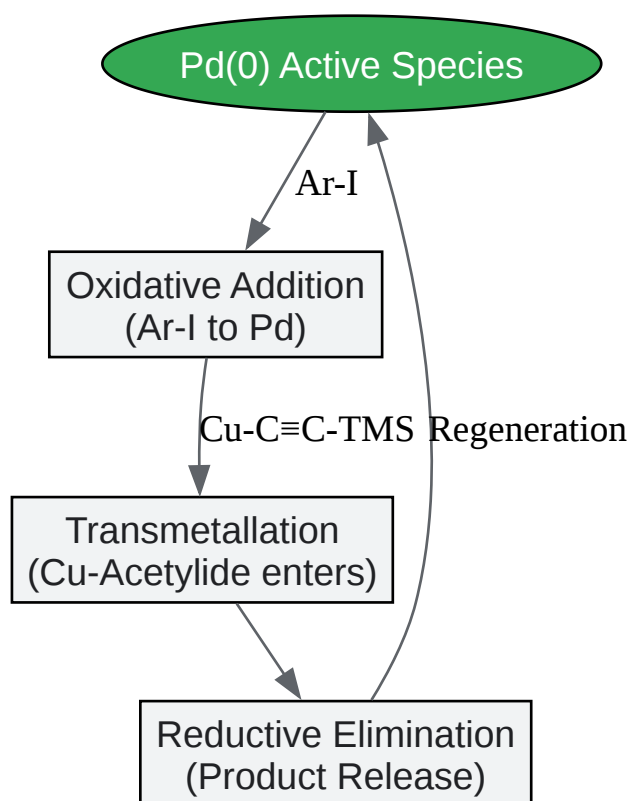 Pd(0) Active Species
Ar-I
Oxidative Addition
(Ar-I to Pd)
Cu-C≡C-TMS
Regeneration
Transmetallation
(Cu-Acetylide enters)
Reductive Elimination
(Product Release)